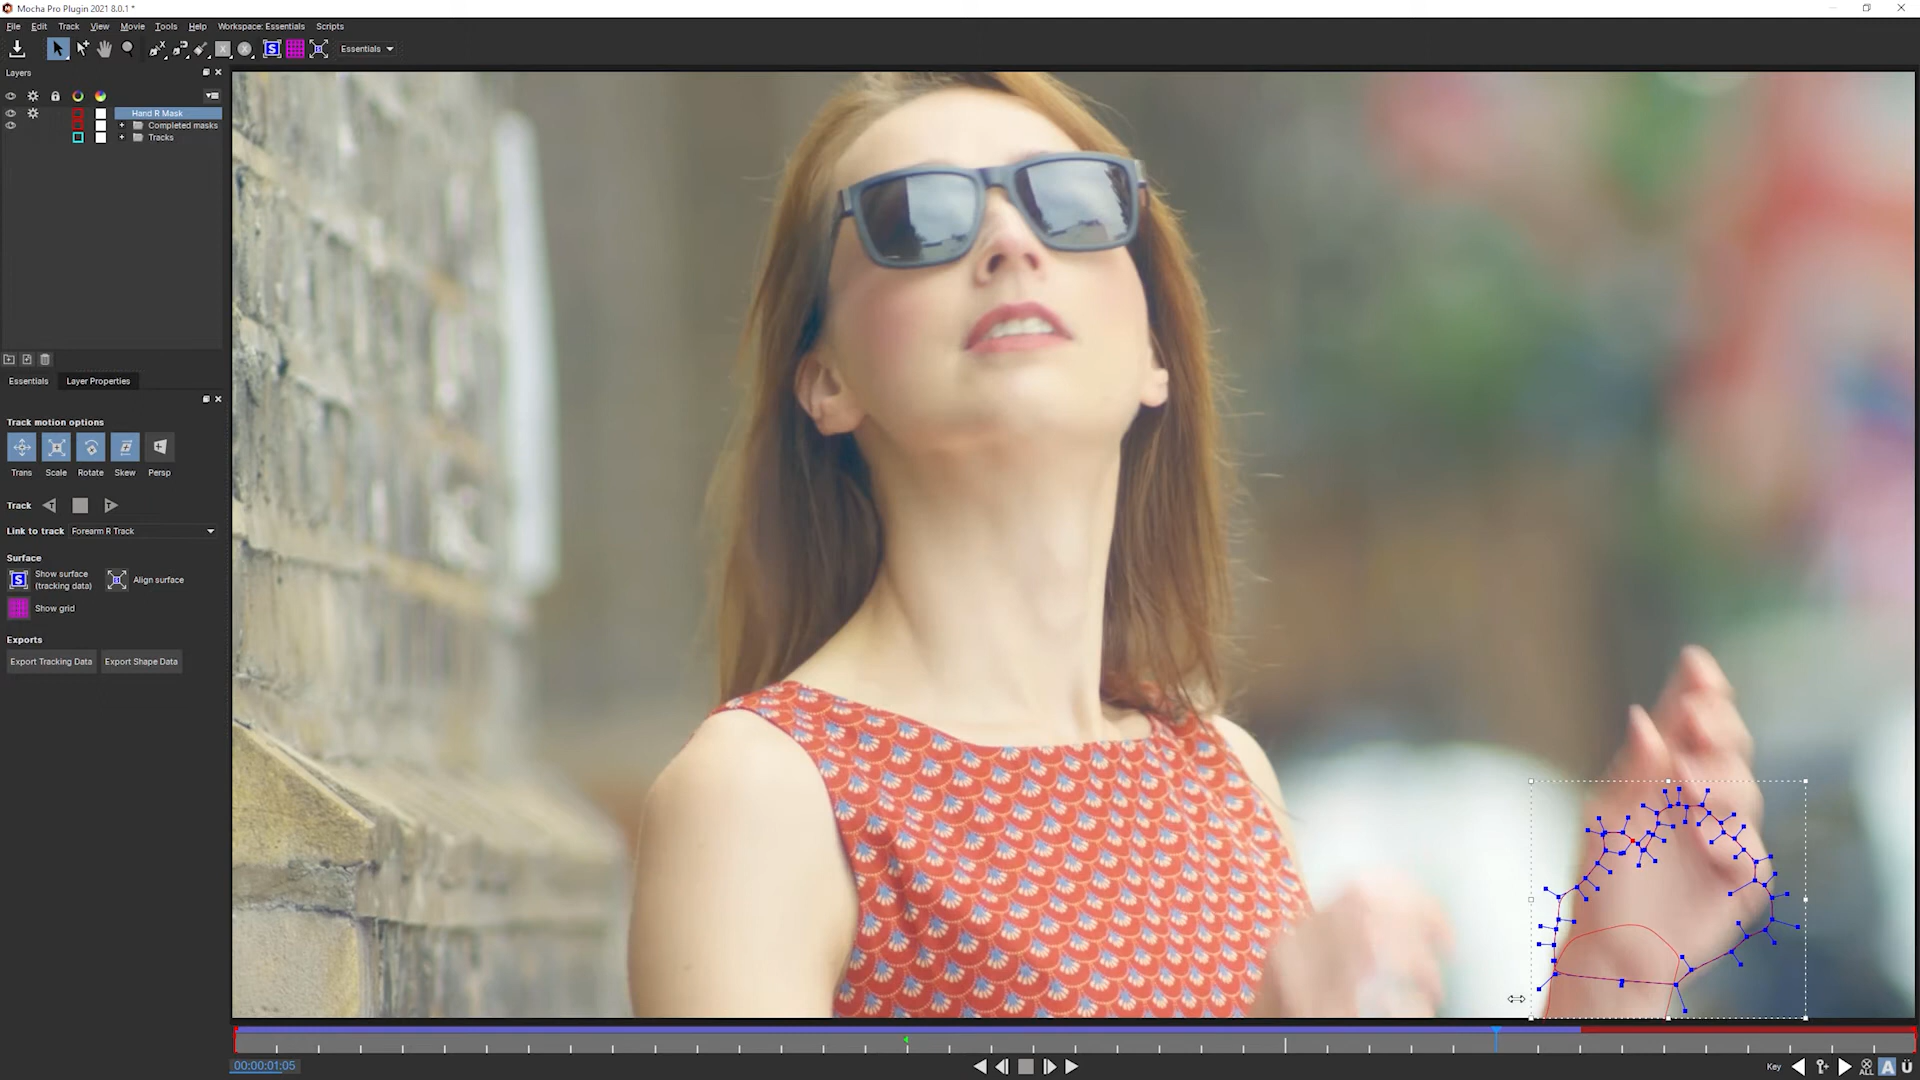 Mocha Pro Plugin 2021 8.0.1 *
File Edit Track View Movie Tools Help Workspace: Essentials Scripts
Essentials
Layers
Hand R Mask
Completed masks
Tracks
Essentials Layer Properties
Track motion options
Trans Scale Rotate Skew Persp
Track
Link to track Forearm R Track
Surface
Show surface
(tracking data)
Align surface
Show grid
Exports
Export Tracking Data Export Shape Data
00:00:01:05
Key
ALL
A
Ü